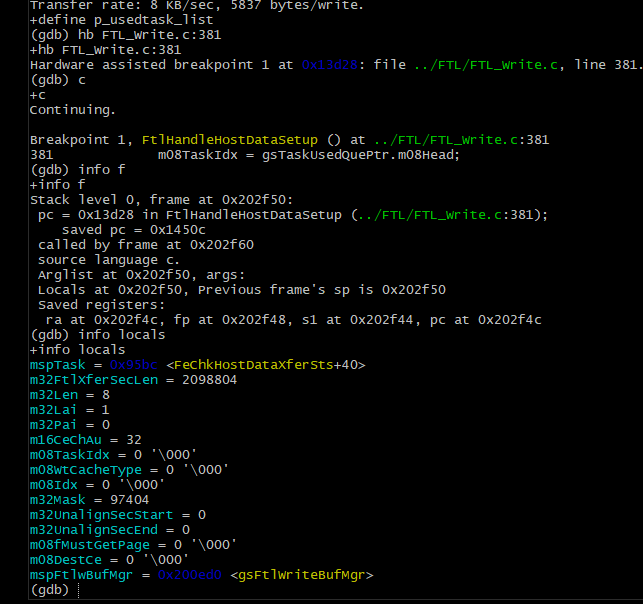 Transfer rate: 8 KB/sec, 5837 bytes/write.
+define p_usedtask_list
(gdb) hb FTL_Write.c:381
+hb FTL_Write.c:381
Hardware assisted breakpoint 1 at 0x13d28: file ../FTL/FTL_Write.c, line 381.
(gdb) c
+c
Continuing.

Breakpoint 1, FtlHandleHostDataSetup () at ../FTL/FTL_Write.c:381
381             m08TaskIdx = gsTaskUsedQuePtr.m08Head;
(gdb) info f
+info f
Stack level 0, frame at 0x202f50:
 pc = 0x13d28 in FtlHandleHostDataSetup (../FTL/FTL_Write.c:381);
    saved pc = 0x1450c
 called by frame at 0x202f60
 source language c.
 Arglist at 0x202f50, args:
 Locals at 0x202f50, Previous frame's sp is 0x202f50
 Saved registers:
  ra at 0x202f4c, fp at 0x202f48, s1 at 0x202f44, pc at 0x202f4c
(gdb) info locals
+info locals
mspTask = 0x95bc <FeChkHostDataXferSts+40>
m32FtlXferSecLen = 2098804
m32Len = 8
m32Lai = 1
m32Pai = 0
m16CeChAu = 32
m08TaskIdx = 0 '\000'
m08WtCacheType = 0 '\000'
m08Idx = 0 '\000'
m32Mask = 97404
m32UnalignSecStart = 0
m32UnalignSecEnd = 0
m08fMustGetPage = 0 '\000'
m08DestCe = 0 '\000'
mspFtlWBufMgr = 0x200ed0 <gsFtlWriteBufMgr>
(gdb)